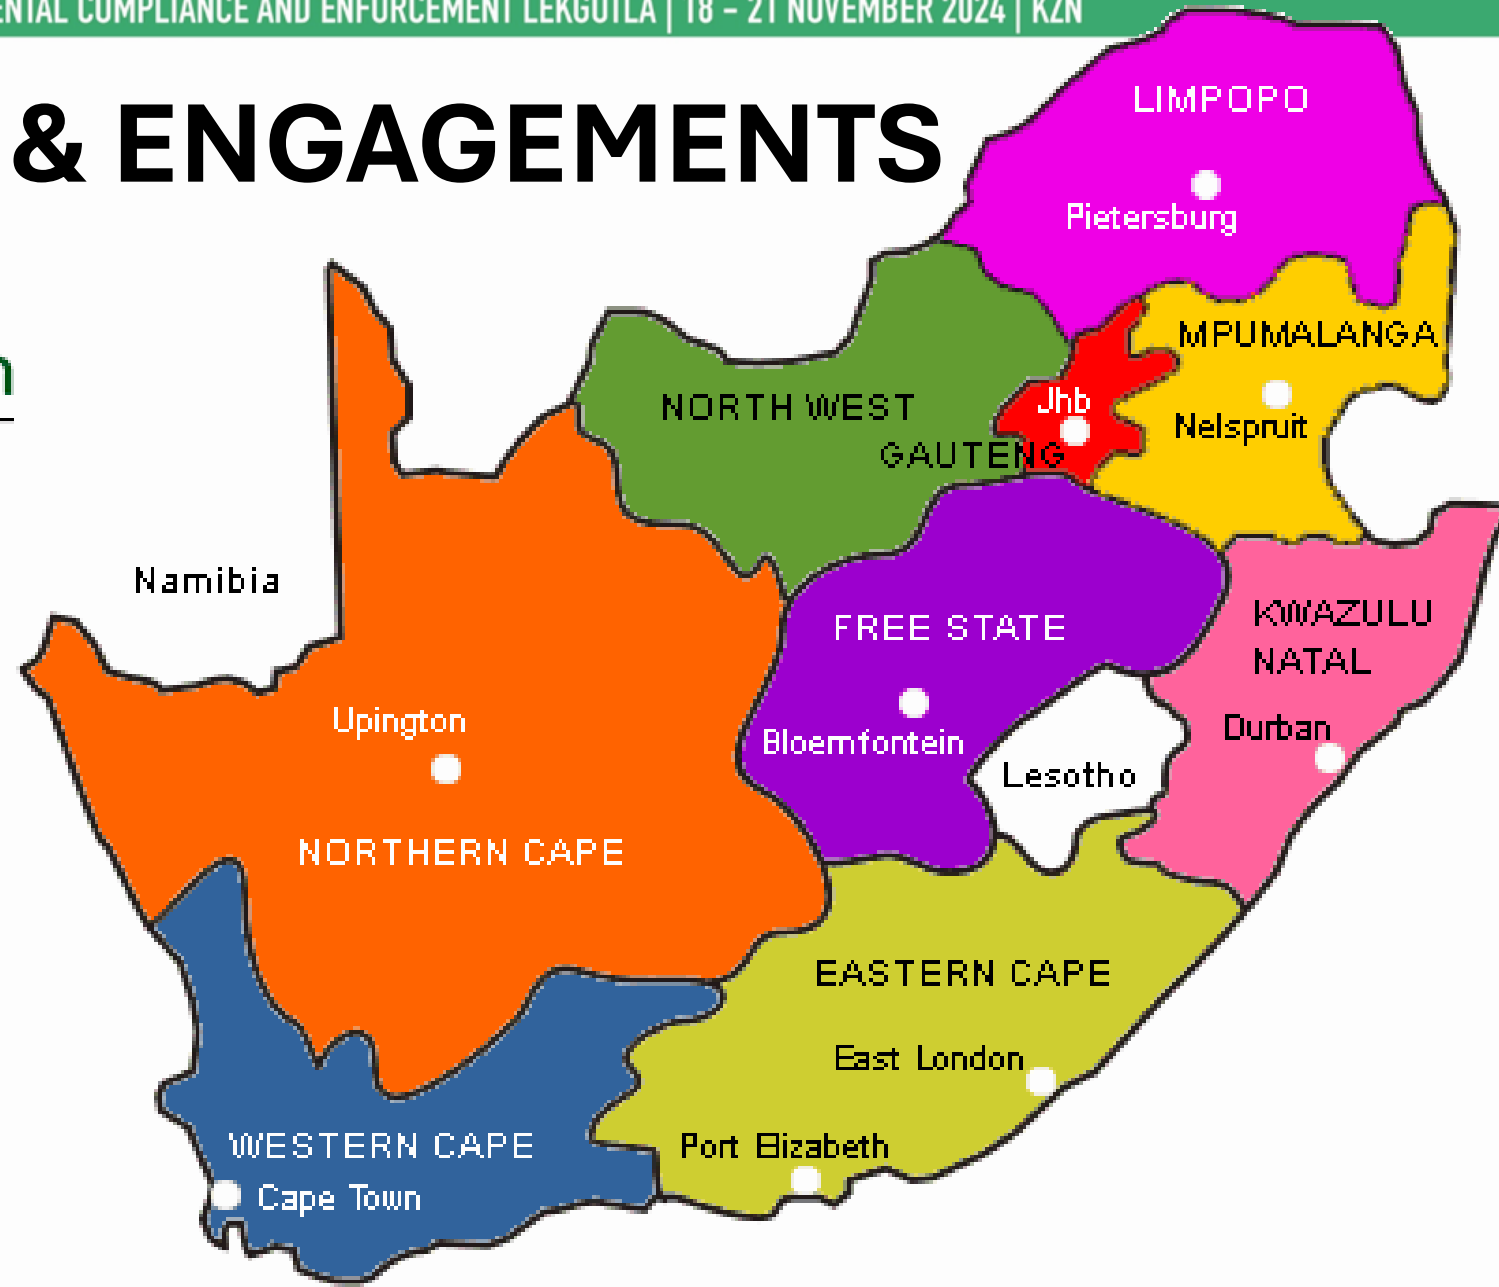 ENTAL COMPLIANCE AND ENFORCEMENT LEKGOTLA | 18 – 21 NOVEMBER 2024 | KZN
& ENGAGEMENTS
LIMPOPO
Pietersburg
MPUMALANGA
n
Jhb
NORTH WEST
Nelspruit
GAUTENG
Namibia
KWAZULU
NATAL
FREE STATE
Upington
Durban
Bloemfontein
Lesotho
NORTHERN CAPE
EASTERN CAPE
East London
WESTERN CAPE
Port Elizabeth
Cape Town